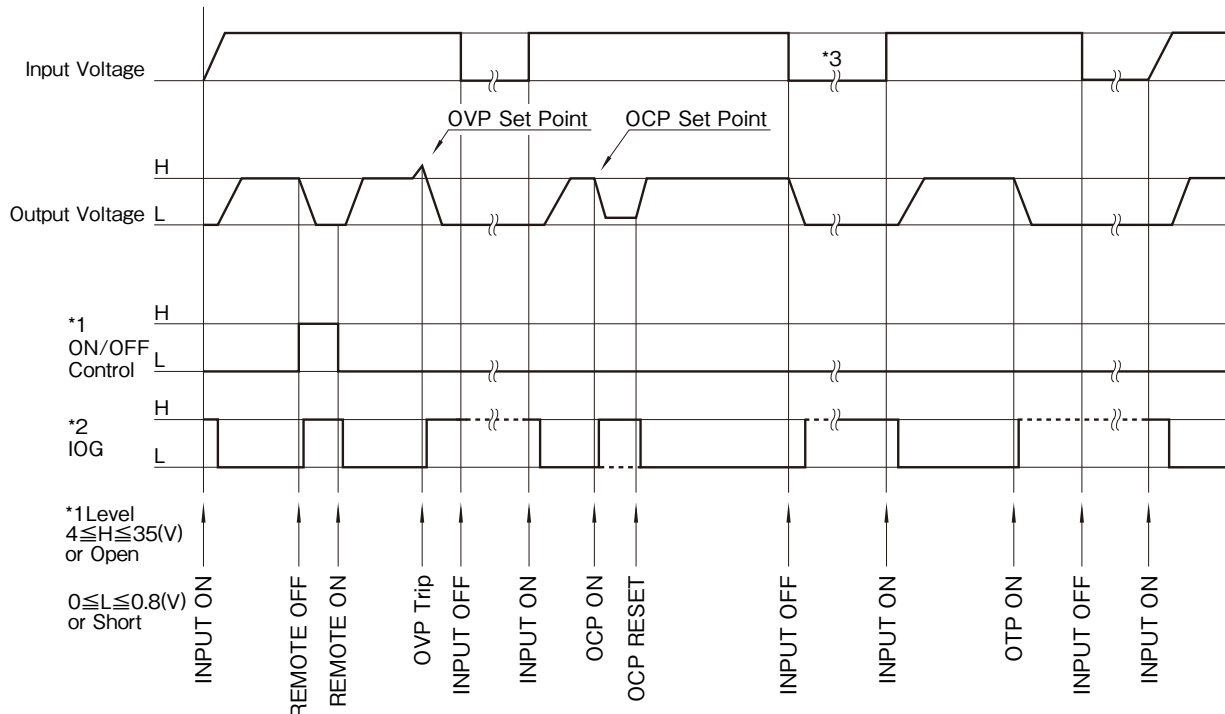 Input Voltage
*3
OVP Set Point
OCP Set Point
H
Output Voltage
L
H
*1
ON/OFF
Control
L
H
*2
IOG
L
*1Level
4≦H≦35(V)
or Open
0≦L≦0.8(V)
or Short
INPUT ON
REMOTE OFF
REMOTE ON
OVP Trip
INPUT OFF
INPUT ON
OCP ON
OCP RESET
INPUT OFF
INPUT ON
OTP ON
INPUT OFF
INPUT ON